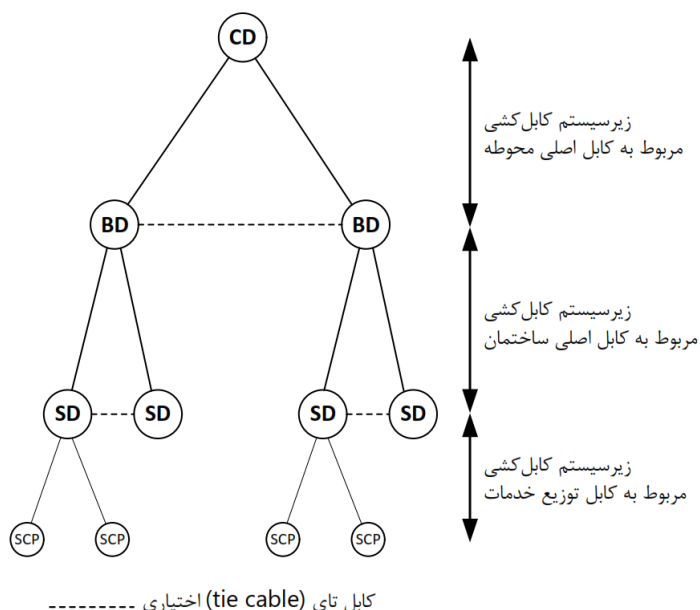 CD
زیرسیستم کابل‌کشی
مربوط به کابل اصلی محوطه
BD BD
زیرسیستم کابل‌کشی
مربوط به کابل اصلی ساختمان
SD SD SD SD
زیرسیستم کابل‌کشی
مربوط به کابل توزیع خدمات
SCP SCP SCP SCP
کابل تای (tie cable) اختیاری